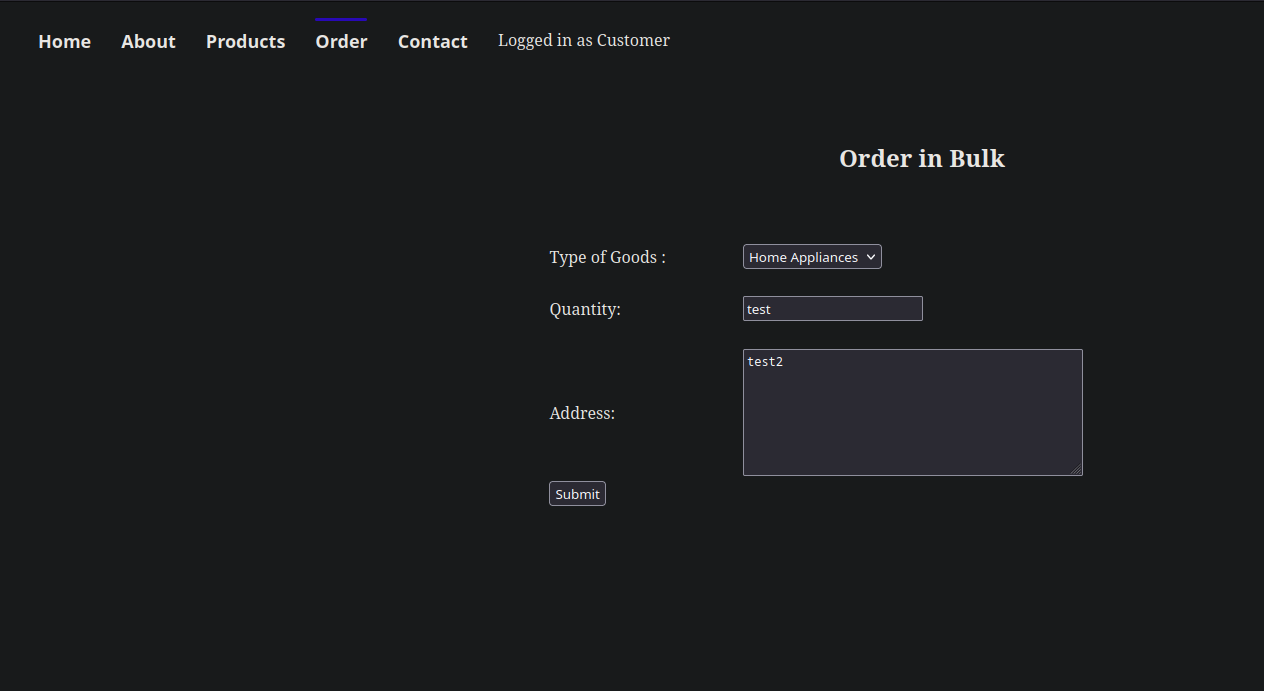 Home About Products Order Contact Logged in as Customer
Order in Bulk
Type of Goods : Home Appliances
Quantity: test
test2
Address:
Submit